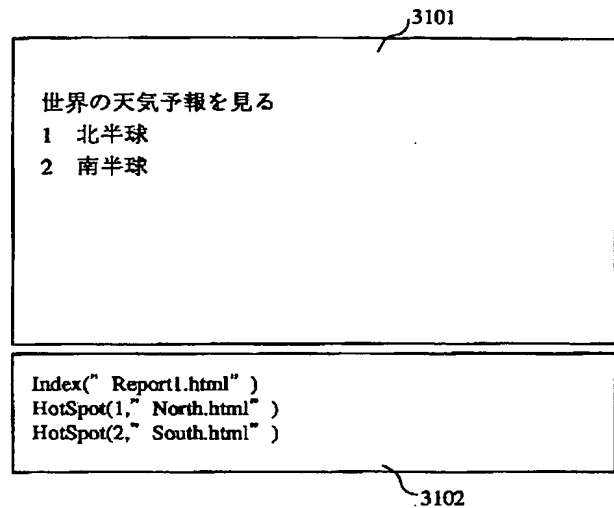 3101
世界の天気予報を見る
1 北半球
2 南半球
Index(" Report1.html" )
HotSpot(1," North.html" )
HotSpot(2," South.html" )
3102